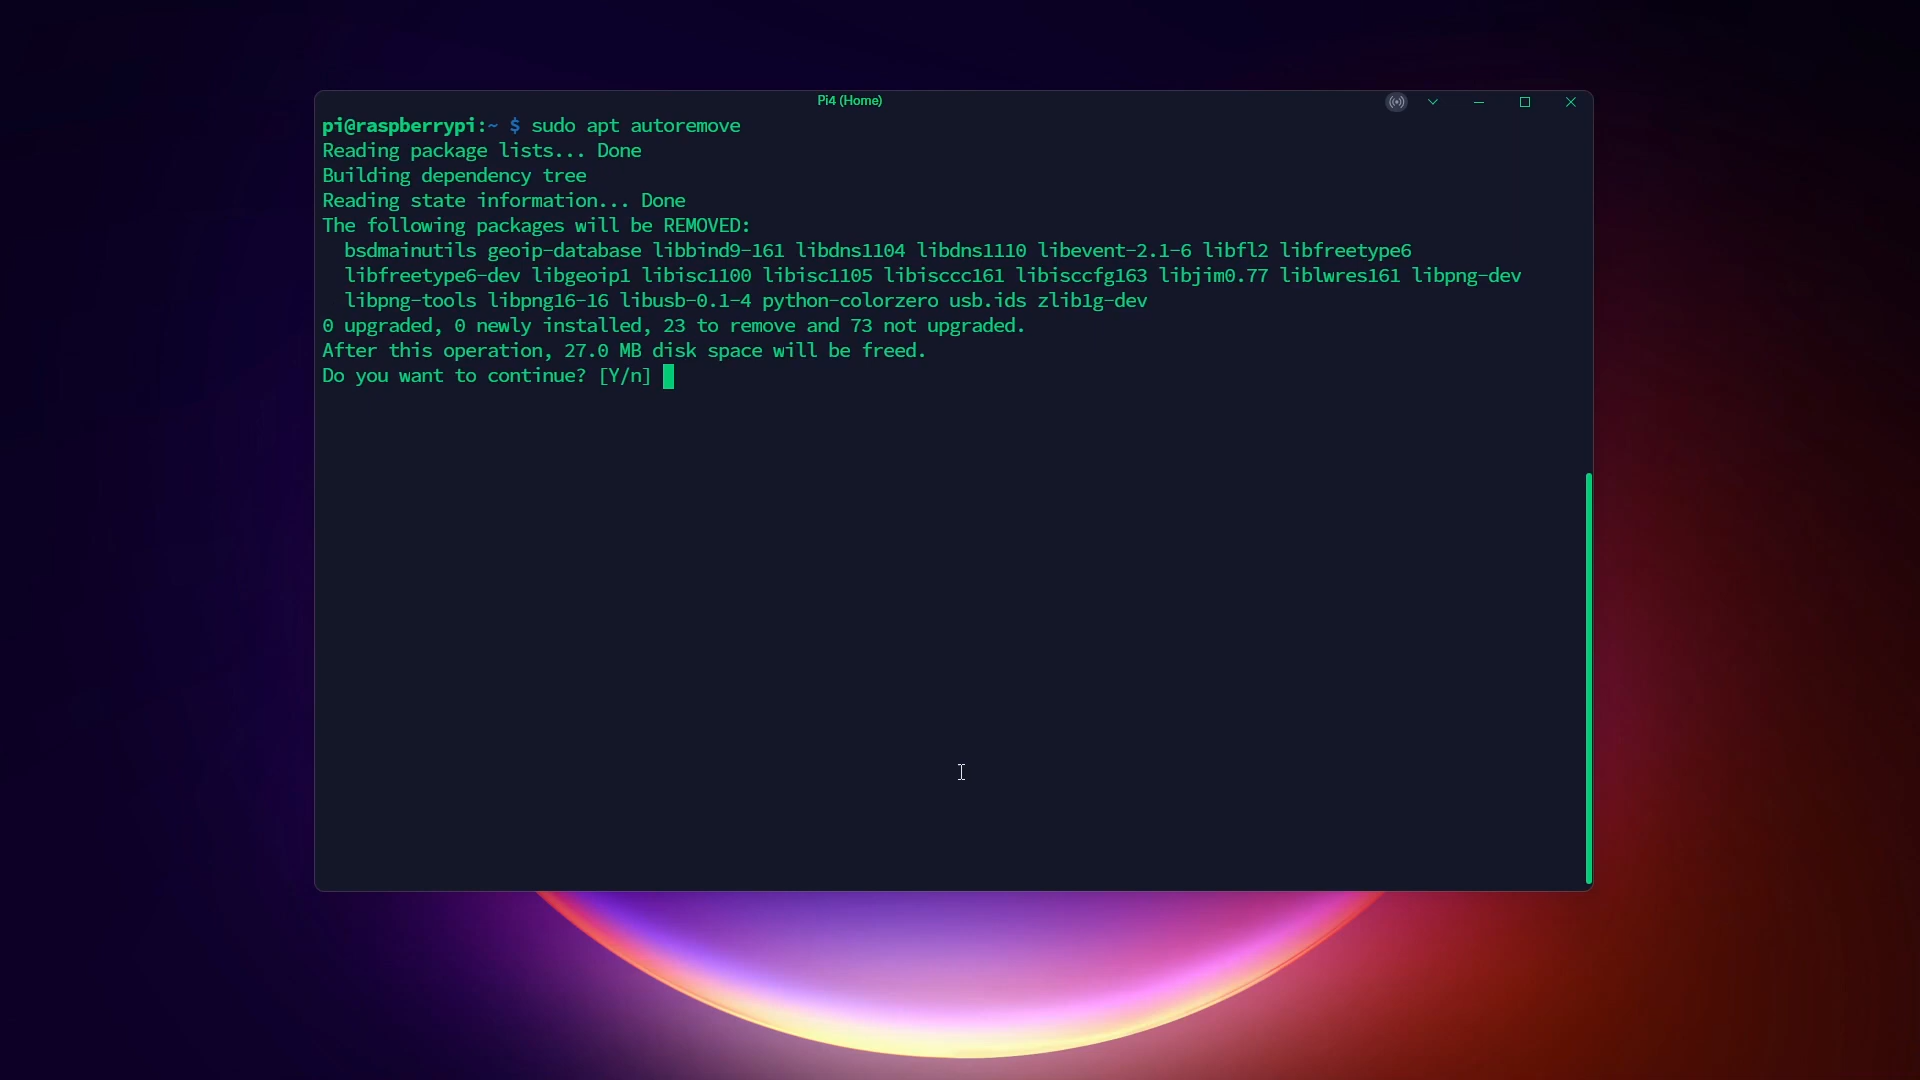 Pi4 (Home)
pi@raspberrypi:~ $ sudo apt autoremove
Reading package lists... Done
Building dependency tree
Reading state information... Done
The following packages will be REMOVED:
  bsdmainutils geoip-database libbind9-161 libdns1104 libdns1110 libevent-2.1-6 libfl2 libfreetype6
  libfreetype6-dev libgeoip1 libisc1100 libisc1105 libisccc161 libisccfg163 libjim0.77 liblwres161 libpng-dev
  libpng-tools libpng16-16 libusb-0.1-4 python-colorzero usb.ids zlib1g-dev
0 upgraded, 0 newly installed, 23 to remove and 73 not upgraded.
After this operation, 27.0 MB disk space will be freed.
Do you want to continue? [Y/n]